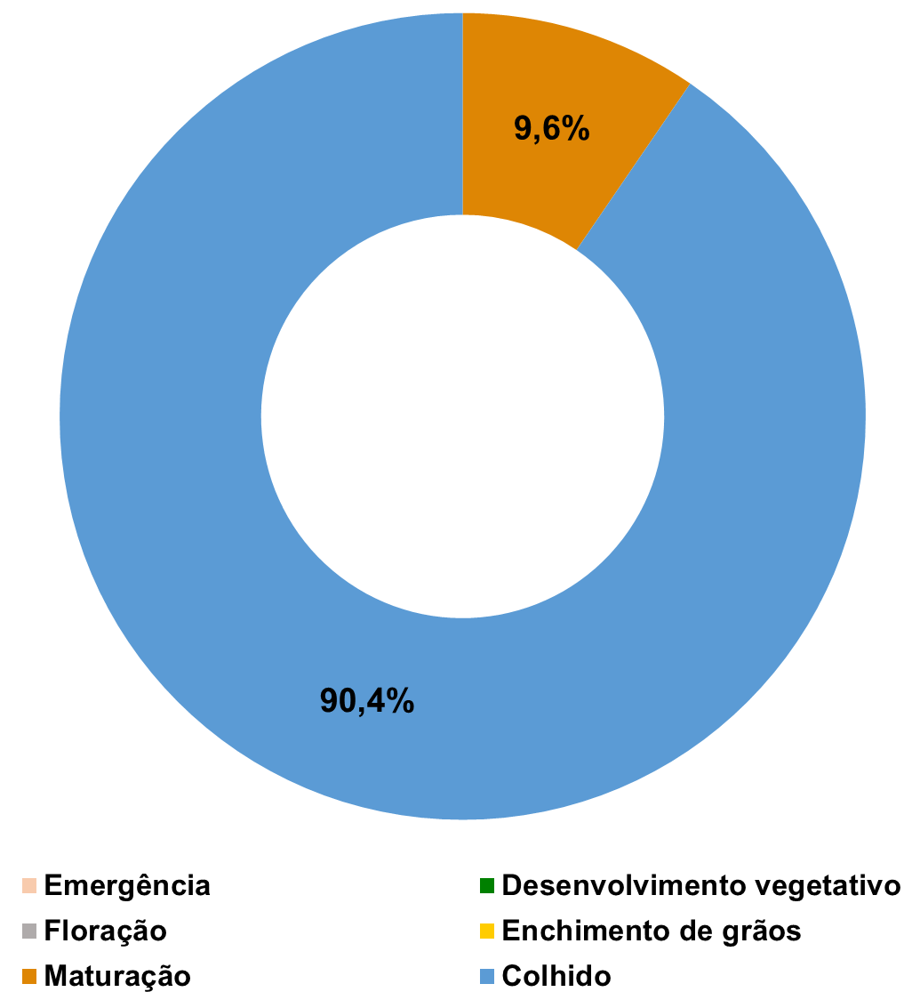 9,6%
90,4%
Emergência
Desenvolvimento vegetativo
Floração
Enchimento de grãos
Maturação
Colhido